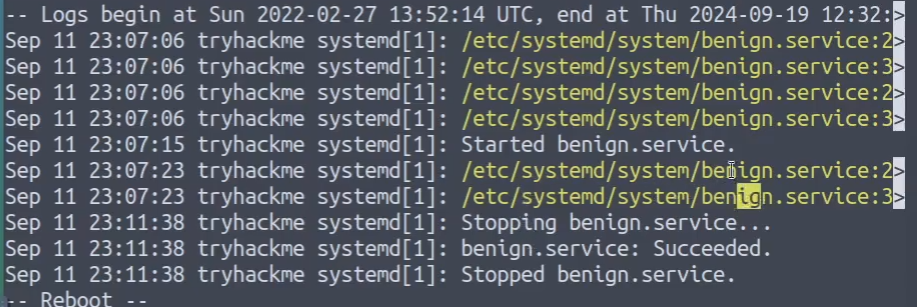 -- Logs begin at Sun 2022-02-27 13:52:14 UTC, end at Thu 2024-09-19 12:32:>
Sep 11 23:07:06 tryhackme systemd[1]: /etc/systemd/system/benign.service:2>
Sep 11 23:07:06 tryhackme systemd[1]: /etc/systemd/system/benign.service:3>
Sep 11 23:07:06 tryhackme systemd[1]: /etc/systemd/system/benign.service:2>
Sep 11 23:07:06 tryhackme systemd[1]: /etc/systemd/system/benign.service:3>
Sep 11 23:07:15 tryhackme systemd[1]: Started benign.service.
Sep 11 23:07:23 tryhackme systemd[1]: /etc/systemd/system/benign.service:2>
Sep 11 23:07:23 tryhackme systemd[1]: /etc/systemd/system/benign.service:3>
Sep 11 23:11:38 tryhackme systemd[1]: Stopping benign.service...
Sep 11 23:11:38 tryhackme systemd[1]: benign.service: Succeeded.
Sep 11 23:11:38 tryhackme systemd[1]: Stopped benign.service.
-- Reboot --